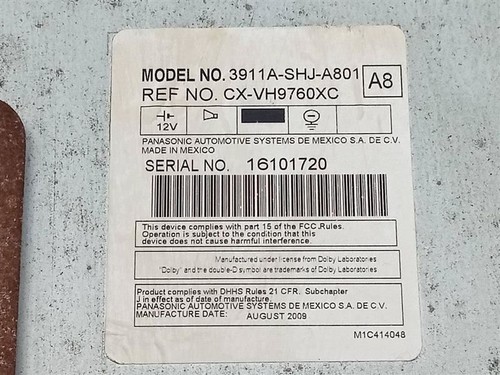 MODEL NO. 3911A-SHJ-A801 A8
REF NO. CX-VH9760XC
12V
PANASONIC AUTOMOTIVE SYSTEMS DE MEXICO S.A. DE C.V.
MADE IN MEXICO
SERIAL NO. 16101720
This device complies with part 15 of the FCC.Rules.
Operation is subject to the condition that this
device does not cause harmful interference.
Manufactured under license from Dolby Laboratories
"Dolby" and the double-D symbol are trademarks of Dolby Laboratories
Product complies with DHHS Rules 21 CFR. Subchapter
J in effect as of date of manufacture.
PANASONIC AUTOMOTIVE SYSTEMS DE MEXICO S.A. DE C.V.
MANUFACTURE DATE: AUGUST 2009
M1C414048